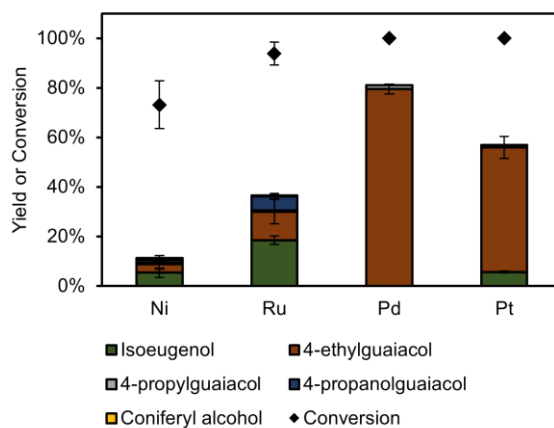 100%
80%
60%
40%
20%
0%
Yield or Conversion
Ni Ru Pd Pt
Isoeugenol 4-ethylguaiacol
4-propylguaiacol 4-propanolguaiacol
Coniferyl alcohol Conversion